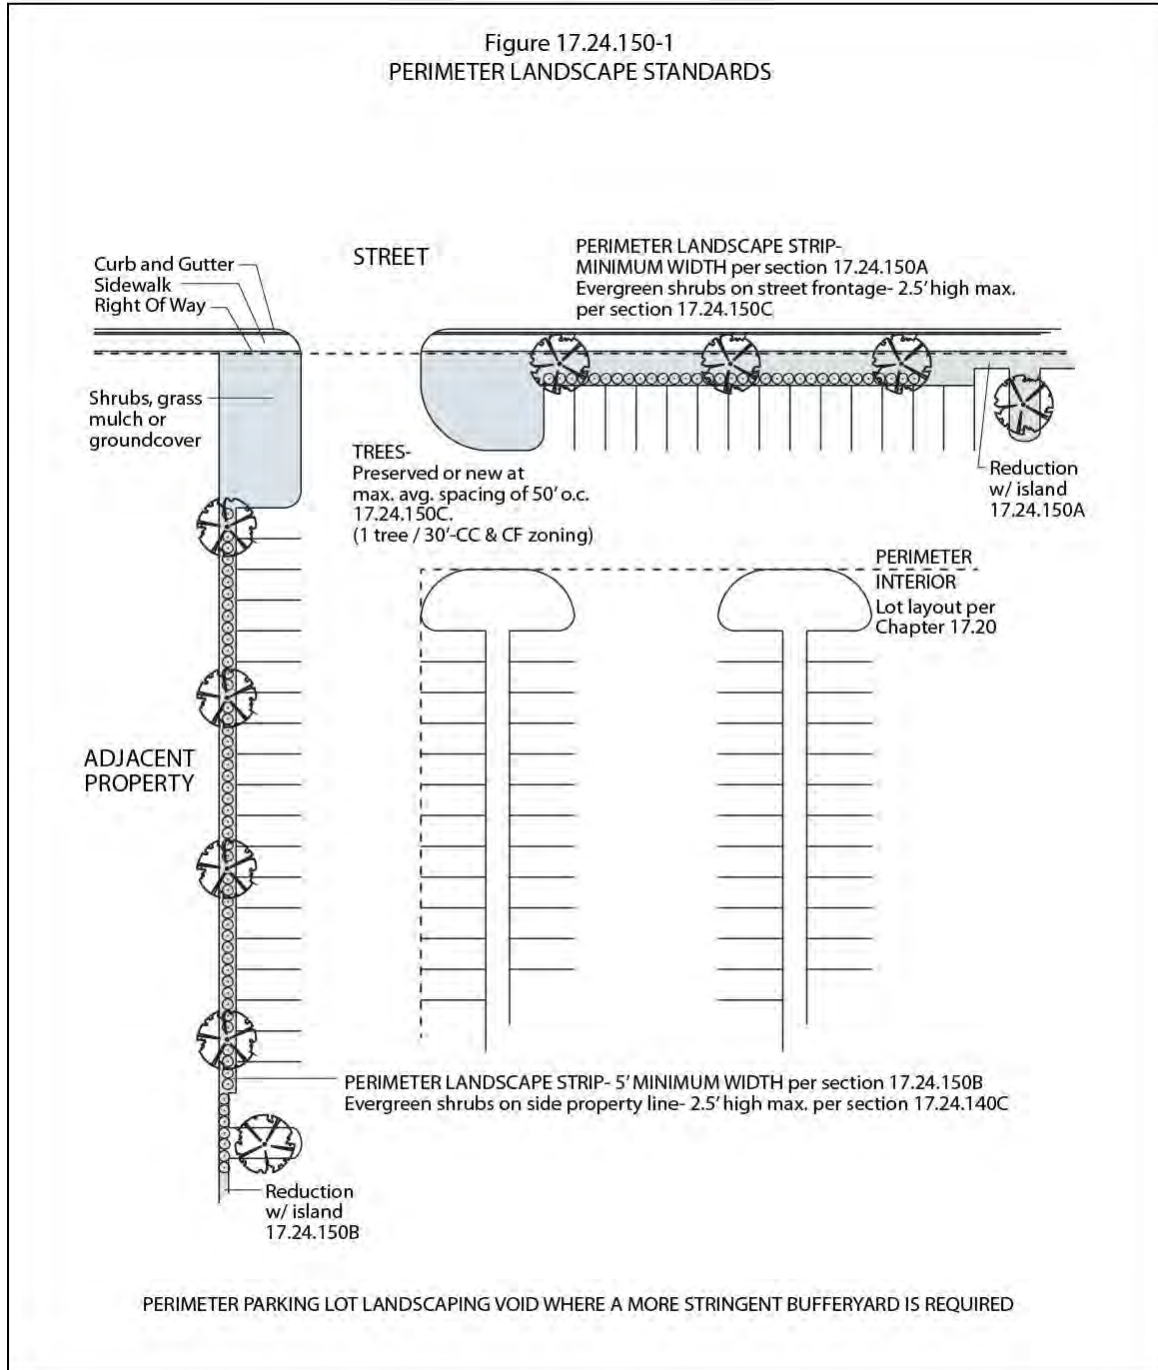 Figure 17.24.150-1
PERIMETER LANDSCAPE STANDARDS
Curb and Gutter
Sidewalk
Right Of Way
STREET
PERIMETER LANDSCAPE STRIP-
MINIMUM WIDTH per section 17.24.150A
Evergreen shrubs on street frontage- 2.5' high max.
per section 17.24.150C
Shrubs, grass
mulch or
groundcover
TREES-
Preserved or new at
max. avg. spacing of 50' o.c.
17.24.150C.
(1 tree / 30'-CC & CF zoning)
Reduction
w/ island
17.24.150A
PERIMETER
INTERIOR
Lot layout per
Chapter 17.20
ADJACENT
PROPERTY
PERIMETER LANDSCAPE STRIP- 5' MINIMUM WIDTH per section 17.24.150B
Evergreen shrubs on side property line- 2.5' high max. per section 17.24.140C
Reduction
w/ island
17.24.150B
PERIMETER PARKING LOT LANDSCAPING VOID WHERE A MORE STRINGENT BUFFERYARD IS REQUIRED